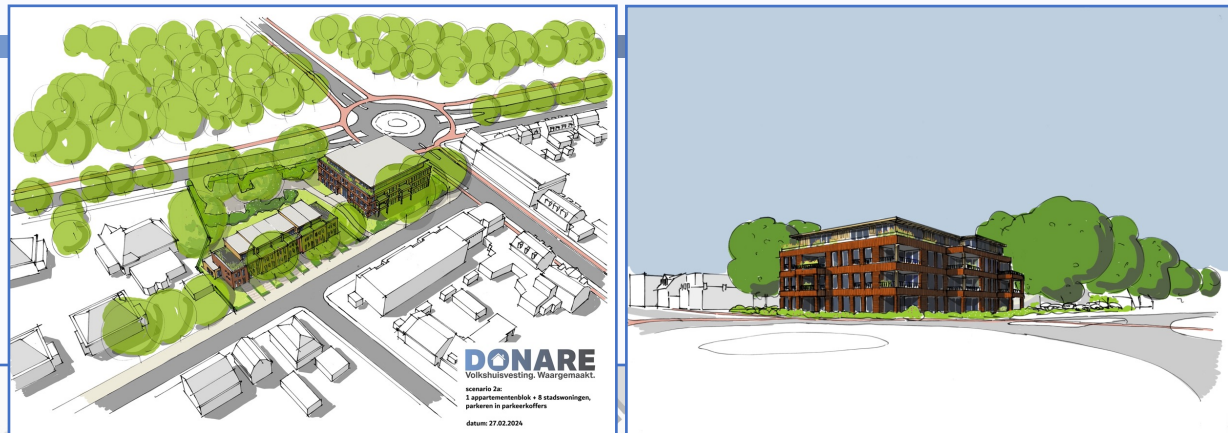 DONARE
Volkshuisvesting. Waargemaakt.
scenario 2a:
1 appartementenblok + 8 stadswoningen,
parkeren in parkeerkoffers
datum: 27.02.2024